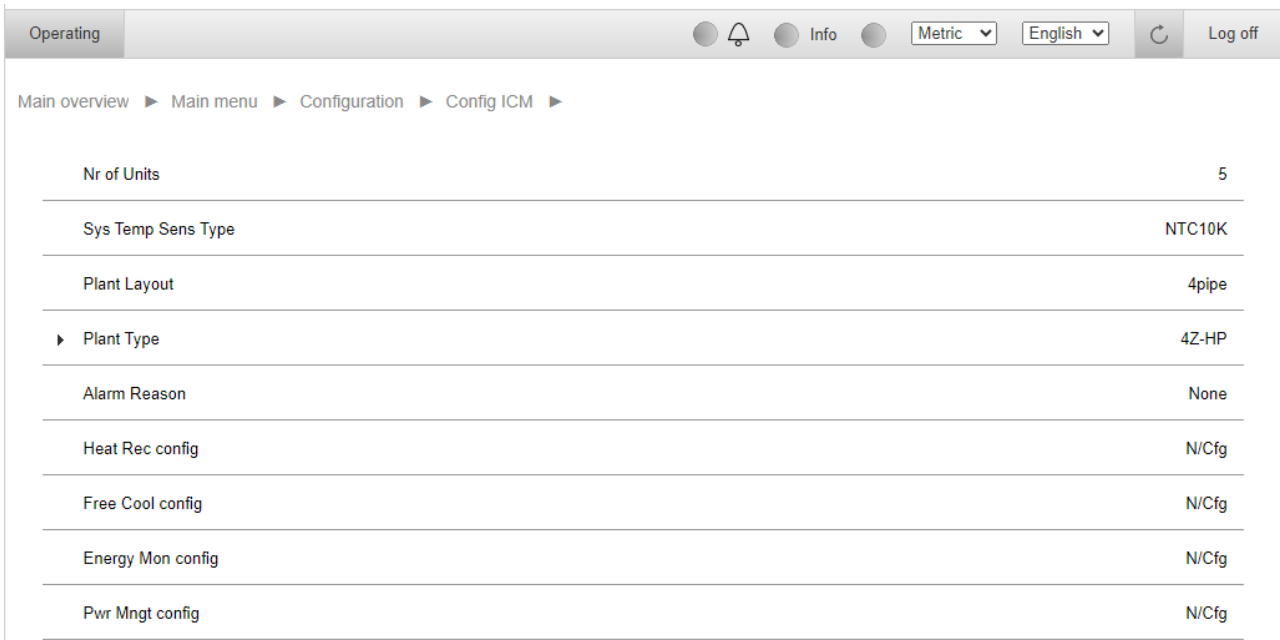 Operating Info Metric English Log off
Main overview ► Main menu ► Configuration ► Config ICM ►
Nr of Units 5
Sys Temp Sens Type NTC10K
Plant Layout 4pipe
Plant Type 4Z-HP
Alarm Reason None
Heat Rec config N/Cfg
Free Cool config N/Cfg
Energy Mon config N/Cfg
Pwr Mngt config N/Cfg